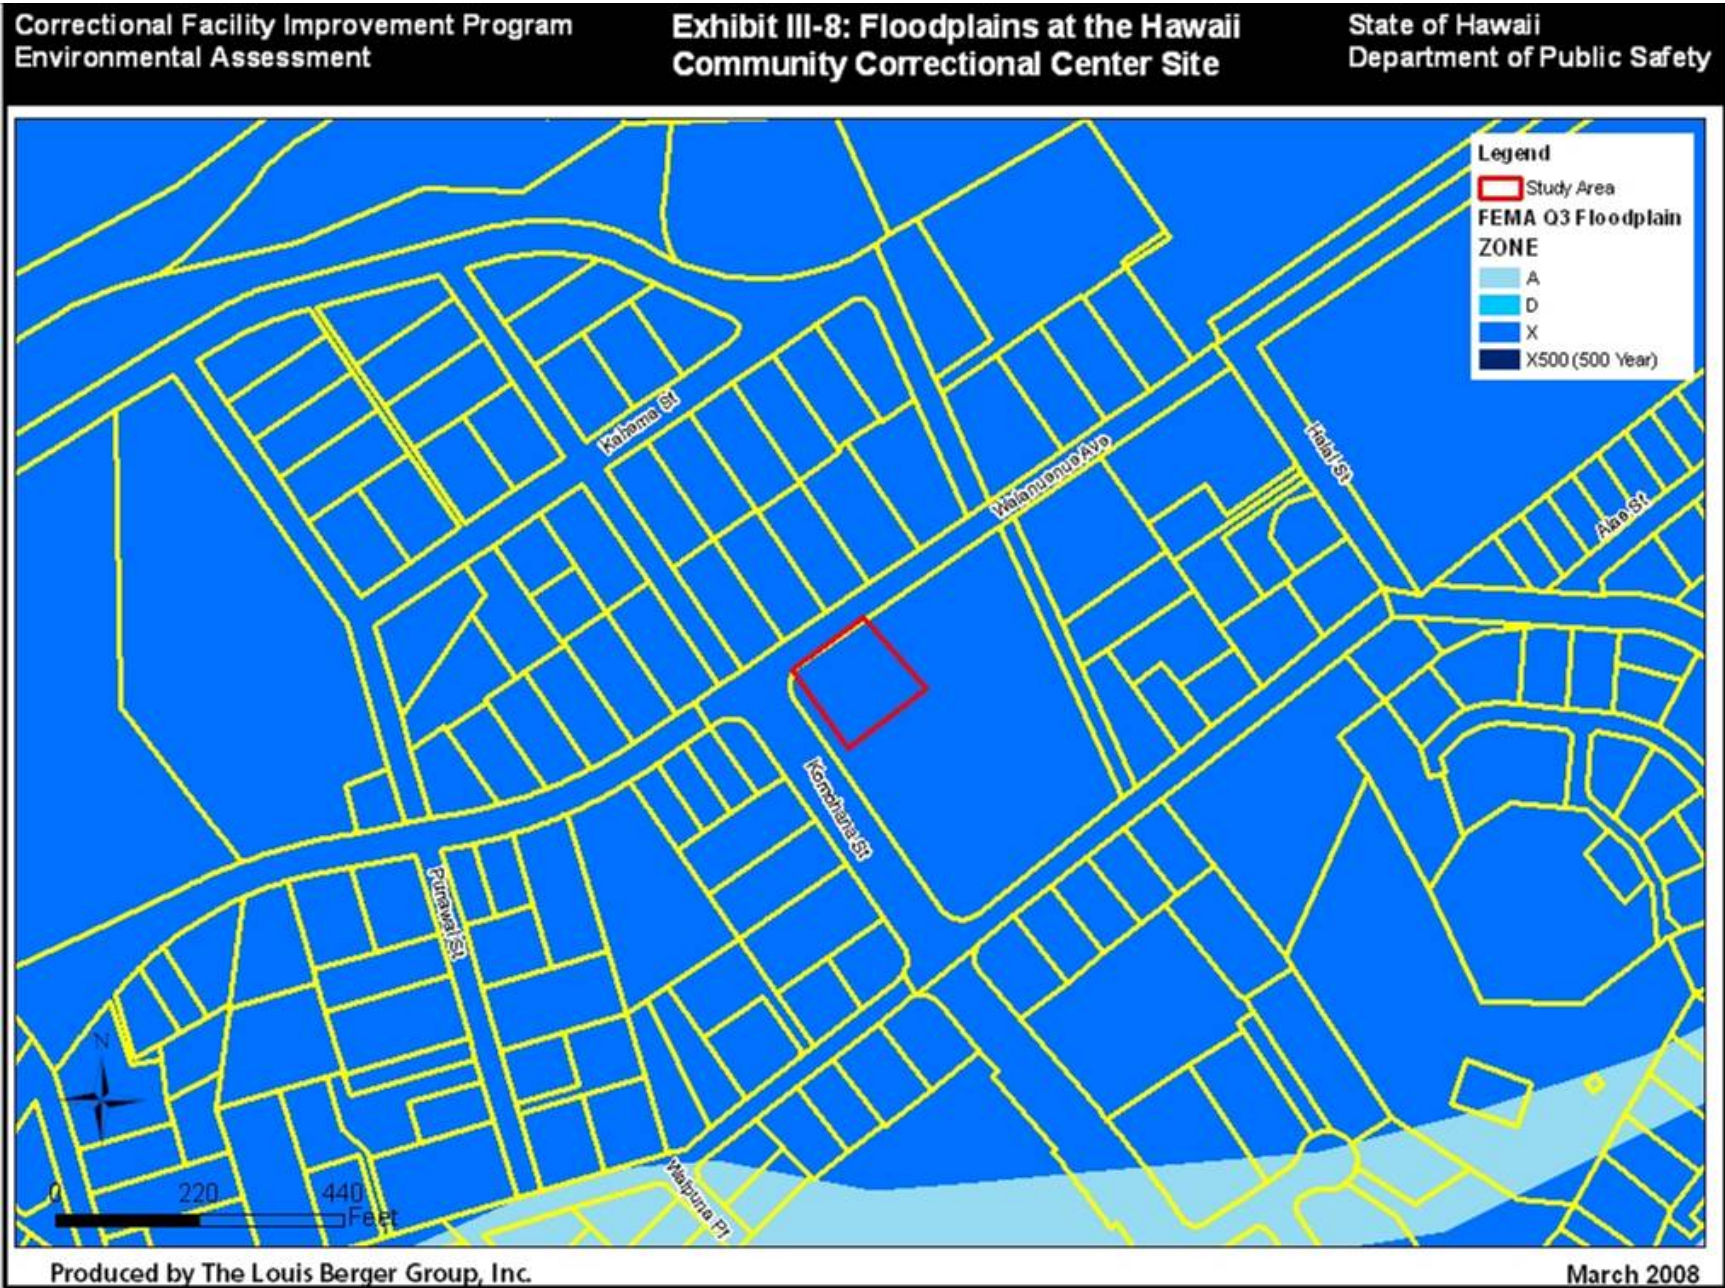 Correctional Facility Improvement Program
Environmental Assessment
Exhibit III-8: Floodplains at the Hawaii
Community Correctional Center Site
State of Hawaii
Department of Public Safety
Legend
Study Area
FEMA Q3 Floodplain
ZONE
A
D
X
X500 (500 Year)
Kahema St
Waianuenue Ave
Halai St
Alae St
Komohana St
Punawai St
Waipuna Pl
N
0 220 440
Feet
Produced by The Louis Berger Group, Inc.
March 2008